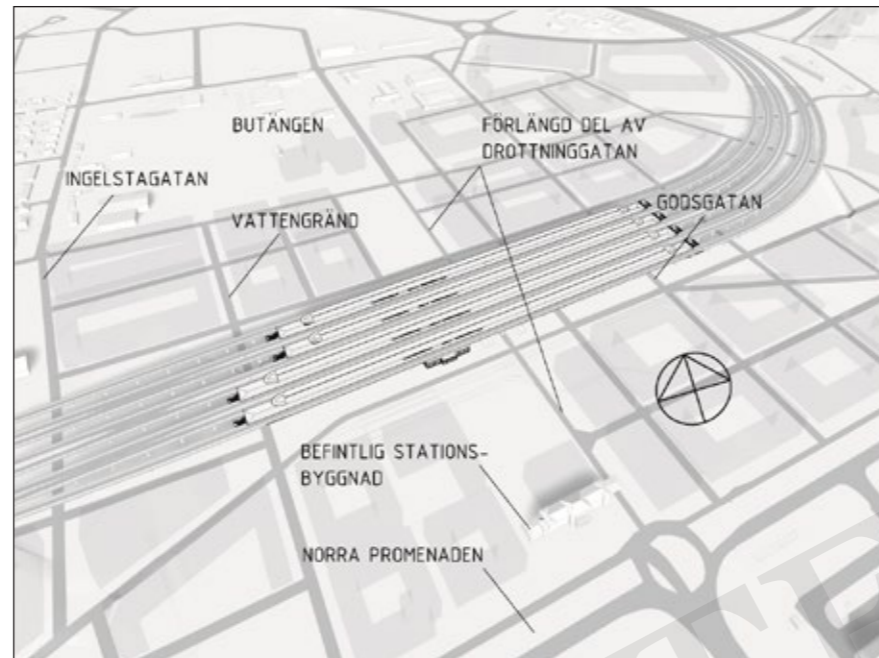 BUTÄNGEN
FÖRLÄNGD DEL AV
DROTTNINGGATAN
INGELSTAGATAN
VATTENGRÄND
GODSGATAN
BEFINTLIG STATIONS-
BYGGNAD
NORRA PROMENADEN